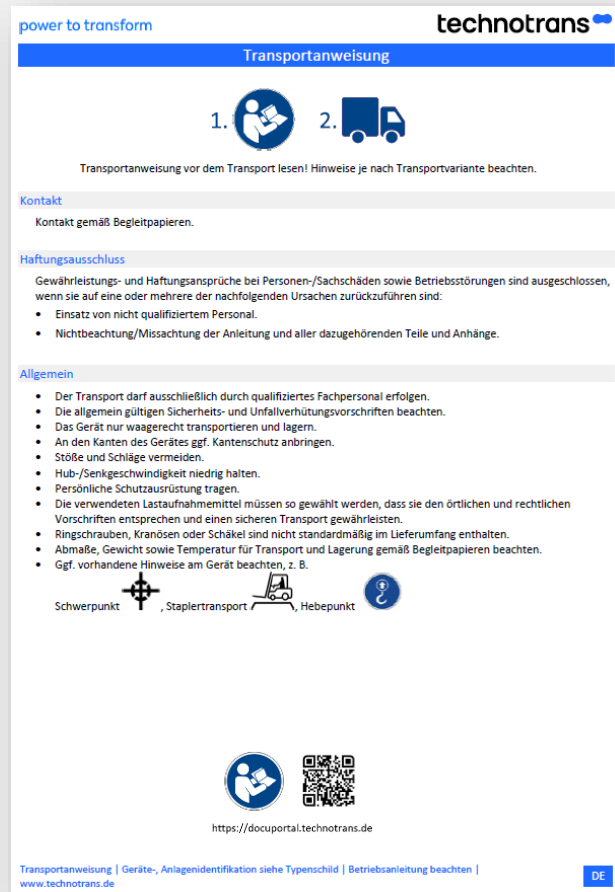 power to transform
technotrans
Transportanweisung
1.
2.
Transportanweisung vor dem Transport lesen! Hinweise je nach Transportvariante beachten.
Kontakt
Kontakt gemäß Begleitpapieren.
Haftungsausschluss
Gewährleistungs- und Haftungsansprüche bei Personen-/Sachschäden sowie Betriebsstörungen sind ausgeschlossen,
wenn sie auf eine oder mehrere der nachfolgenden Ursachen zurückzuführen sind:
• Einsatz von nicht qualifiziertem Personal.
• Nichtbeachtung/Missachtung der Anleitung und aller dazugehörenden Teile und Anhänge.
Allgemein
• Der Transport darf ausschließlich durch qualifiziertes Fachpersonal erfolgen.
• Die allgemein gültigen Sicherheits- und Unfallverhütungsvorschriften beachten.
• Das Gerät nur waagerecht transportieren und lagern.
• An den Kanten des Gerätes ggf. Kantenschutz anbringen.
• Stöße und Schläge vermeiden.
• Hub-/Senkgeschwindigkeit niedrig halten.
• Persönliche Schutzausrüstung tragen.
• Die verwendeten Lastaufnahmemittel müssen so gewählt werden, dass sie den örtlichen und rechtlichen
Vorschriften entsprechen und einen sicheren Transport gewährleisten.
• Ringschrauben, Kranösen oder Schäkel sind nicht standardmäßig im Lieferumfang enthalten.
• Abmaße, Gewicht sowie Temperatur für Transport und Lagerung gemäß Begleitpapieren beachten.
• Ggf. vorhandene Hinweise am Gerät beachten, z. B.
Schwerpunkt , Staplertransport , Hebepunkt
https://docuportal.technotrans.de
Transportanweisung | Geräte-, Anlagenidentifikation siehe Typenschild | Betriebsanleitung beachten |
www.technotrans.de
DE